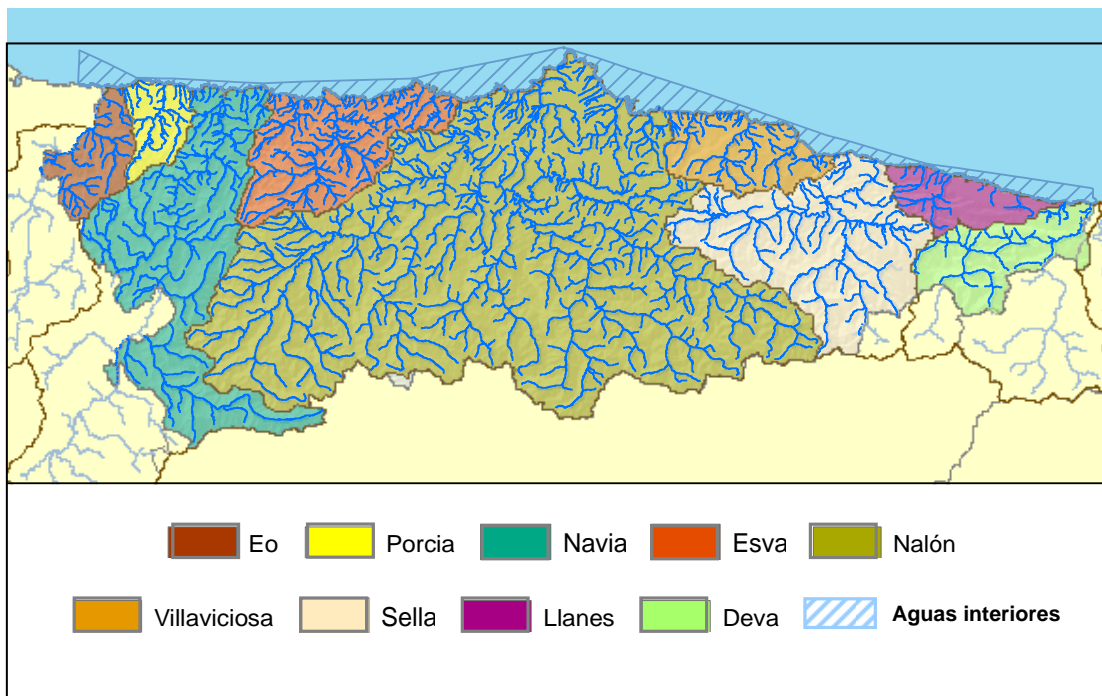 Eo Porcia Navia Esva Nalón
Villaviciosa Sella Llanes Deva Aguas interiores